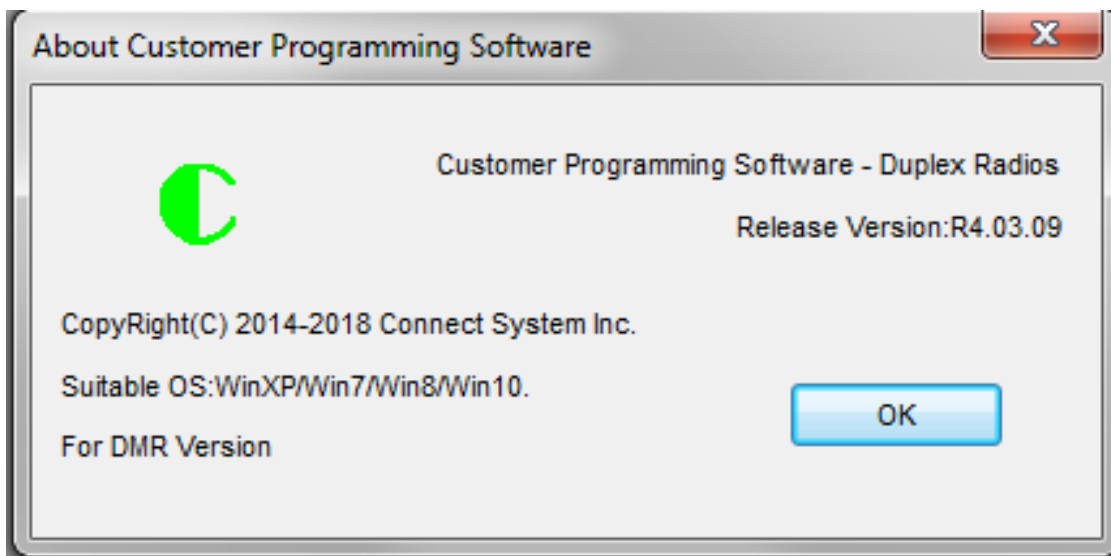 About Customer Programming Software
Customer Programming Software - Duplex Radios
Release Version:R4.03.09
CopyRight(C) 2014-2018 Connect System Inc.
Suitable OS:WinXP/Win7/Win8/Win10.
For DMR Version
OK